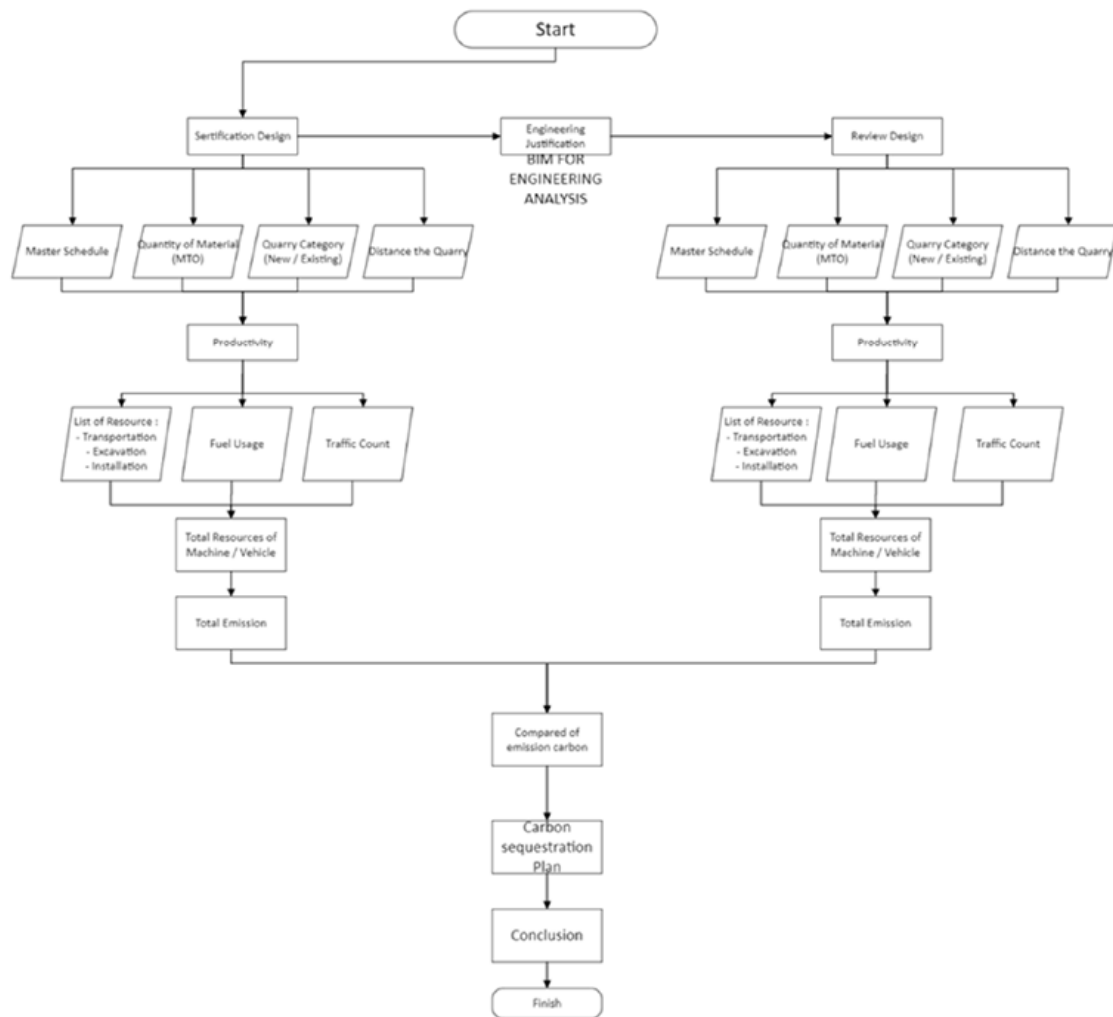 Start
Sertification Design
Engineering
Justification
BIM FOR
ENGINEERING
ANALYSIS
Review Design
Master Schedule
Quantity of Material
(MTO)
Quarry Category
(New / Existing)
Distance the Quarry
Master Schedule
Quantity of Material
(MTO)
Quarry Category
(New / Existing)
Distance the Quarry
Productivity
Productivity
List of Resource :
- Transportation
- Excavation
- Installation
Fuel Usage
Traffic Count
List of Resource :
- Transportation
- Excavation
- Installation
Fuel Usage
Traffic Count
Total Resources of
Machine / Vehicle
Total Resources of
Machine / Vehicle
Total Emission
Total Emission
Compared of
emission carbon
Carbon
sequestration
Plan
Conclusion
Finish